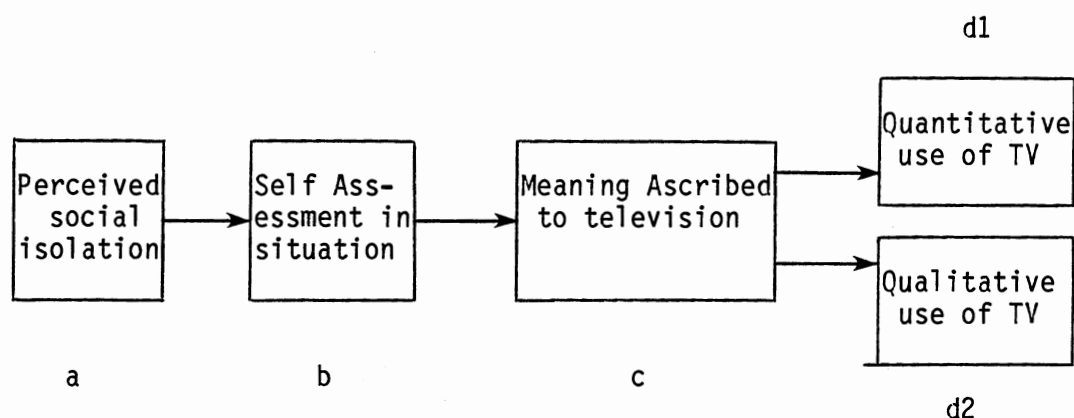 d1
Quantitative
use of TV
Perceived
social
isolation
Self Ass-
essment in
situation
Meaning Ascribed
to television
Qualitative
use of TV
a
b
c
d2